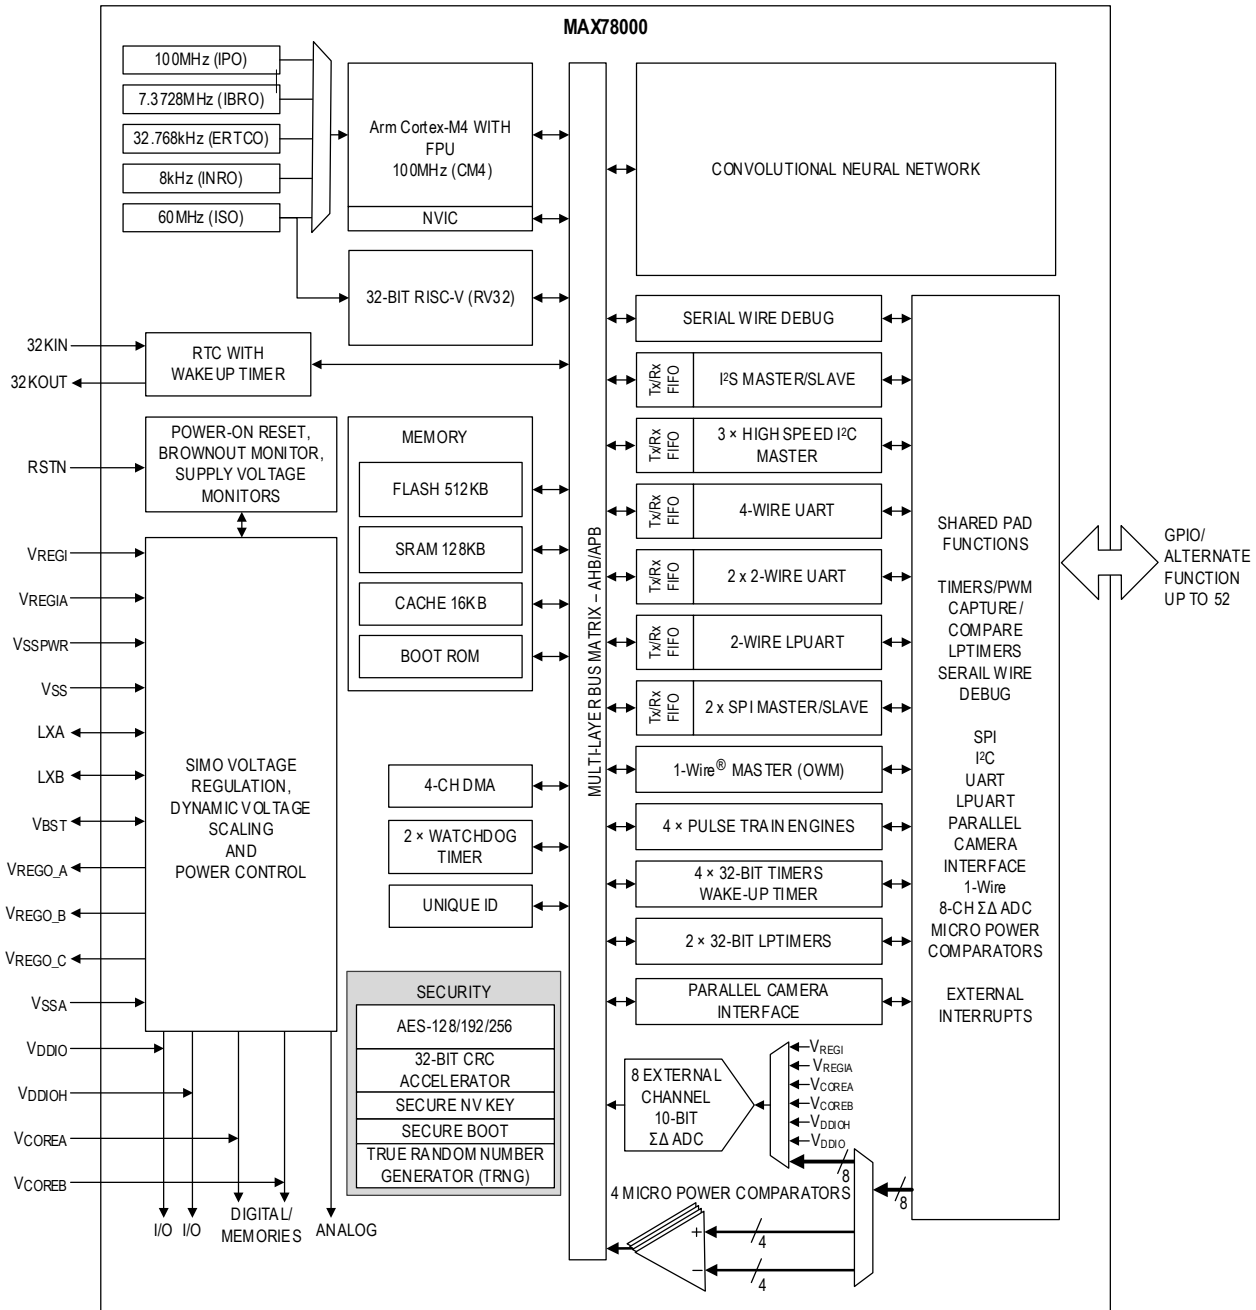 MAX78000
100MHz (IPO)
7.3728MHz (IBRO)
32.768kHz (ERTCO)
8kHz (INRO)
60MHz (ISO)
Arm Cortex-M4 WITH
FPU
100MHz (CM4)
NVIC
32-BIT RISC-V (RV32)
CONVOLUTIONAL NEURAL NETWORK
32KIN
32KOUT
RTC WITH
WAKEUP TIMER
RSTN
POWER-ON RESET,
BROWNOUT MONITOR,
SUPPLY VOLTAGE
MONITORS
VREGI
VREGIA
VSSPWR
VSS
LXA
LXB
VBST
VREGO_A
VREGO_B
VREGO_C
VSSA
VDDIO
VDDIOH
VCOREA
VCOREB
SIMO VOLTAGE
REGULATION,
DYNAMIC VOLTAGE
SCALING
AND
POWER CONTROL
I/O
I/O
DIGITAL/
MEMORIES
ANALOG
MEMORY
FLASH 512KB
SRAM 128KB
CACHE 16KB
BOOT ROM
4-CH DMA
2 × WATCHDOG
TIMER
UNIQUE ID
SECURITY
AES-128/192/256
32-BIT CRC
ACCELERATOR
SECURE NV KEY
SECURE BOOT
TRUE RANDOM NUMBER
GENERATOR (TRNG)
MULTI-LAYER BUS MATRIX – AHB/APB
SERIAL WIRE DEBUG
Tx/Rx
FIFO
I²S MASTER/SLAVE
Tx/Rx
FIFO
3 × HIGH SPEED I²C
MASTER
Tx/Rx
FIFO
4-WIRE UART
Tx/Rx
FIFO
2 x 2-WIRE UART
Tx/Rx
FIFO
2-WIRE LPUART
Tx/Rx
FIFO
2 x SPI MASTER/SLAVE
1-Wire® MASTER (OWM)
4 × PULSE TRAIN ENGINES
4 × 32-BIT TIMERS
WAKE-UP TIMER
2 × 32-BIT LPTIMERS
PARALLEL CAMERA
INTERFACE
8 EXTERNAL
CHANNEL
10-BIT
ΣΔ ADC
VREGI
VREGIA
VCOREA
VCOREB
VDDIOH
VDDIO
8
8
4 MICRO POWER COMPARATORS
+
4
–
4
SHARED PAD
FUNCTIONS
TIMERS/PWM
CAPTURE/
COMPARE
LPTIMERS
SERAIL WIRE
DEBUG
SPI
I²C
UART
LPUART
PARALLEL
CAMERA
INTERFACE
1-Wire
8-CH ΣΔ ADC
MICRO POWER
COMPARATORS
EXTERNAL
INTERRUPTS
GPIO/
ALTERNATE
FUNCTION
UP TO 52